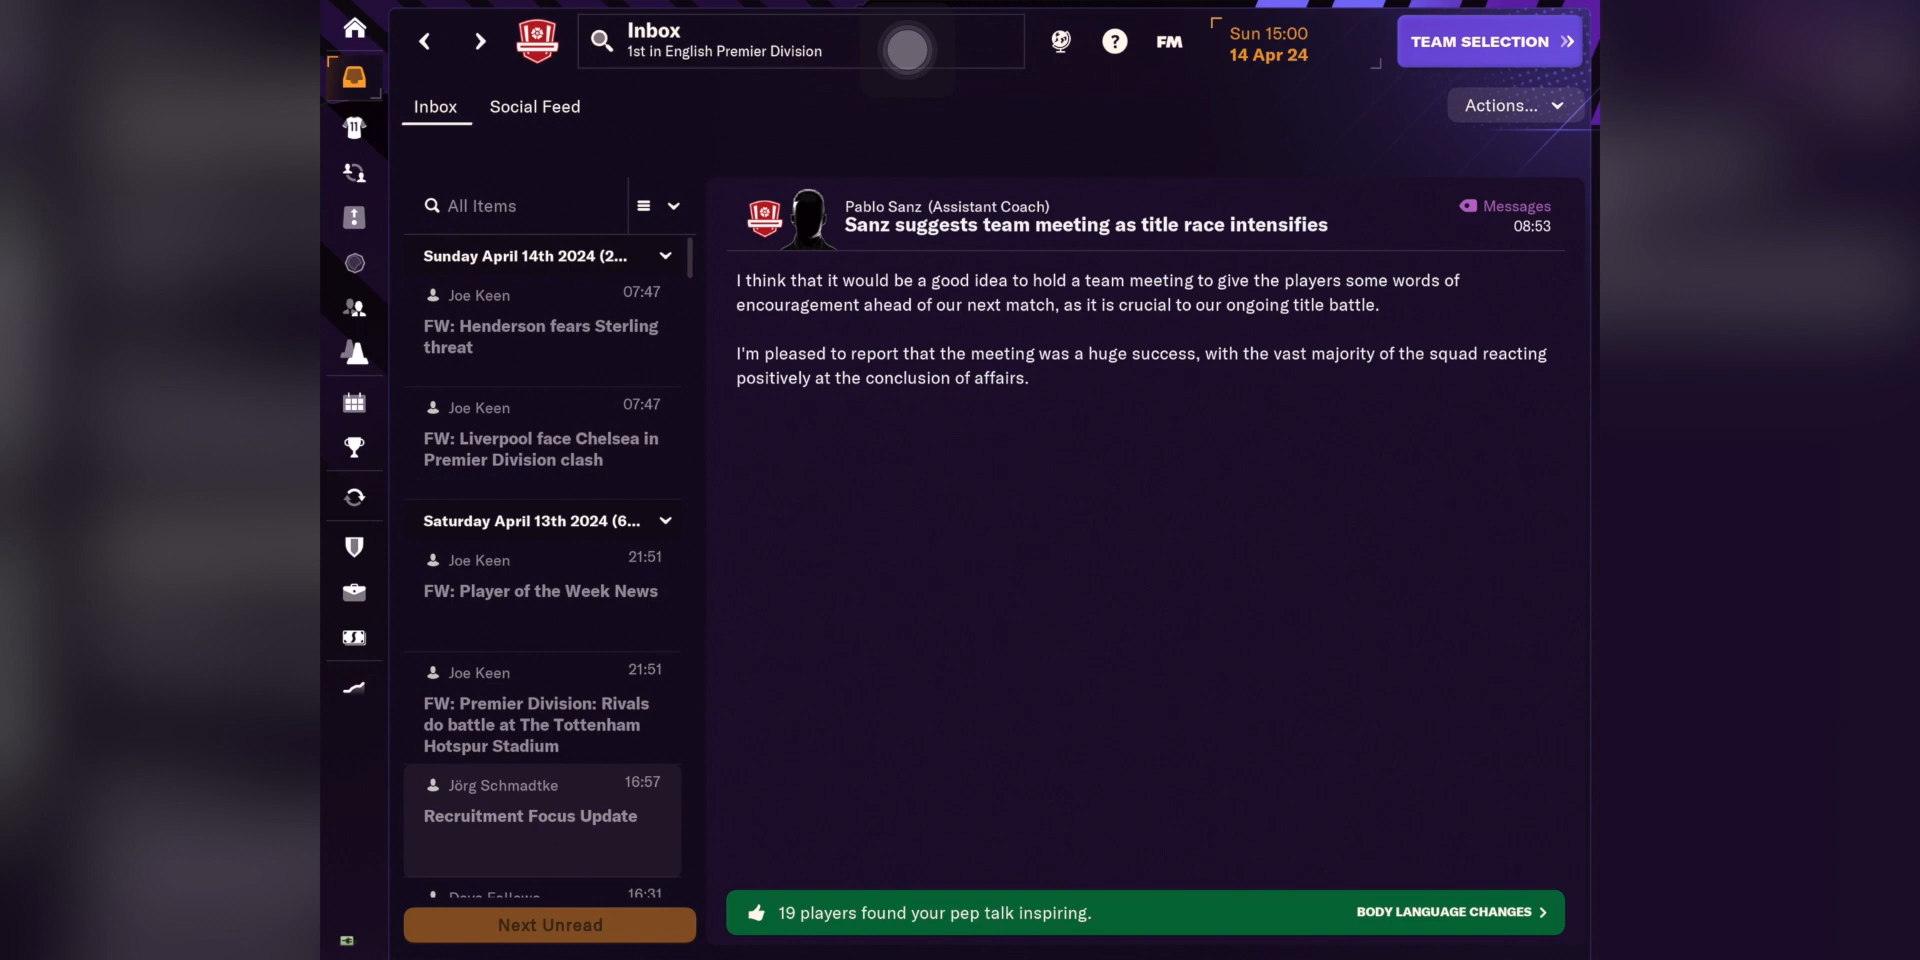 Inbox
1st in English Premier Division
FM
Sun 15:00
14 Apr 24
TEAM SELECTION
Inbox
Social Feed
Actions...
All Items
Sunday April 14th 2024 (2...
Joe Keen
07:47
FW: Henderson fears Sterling
threat
Joe Keen
07:47
FW: Liverpool face Chelsea in
Premier Division clash
Saturday April 13th 2024 (6...
Joe Keen
21:51
FW: Player of the Week News
Joe Keen
21:51
FW: Premier Division: Rivals
do battle at The Tottenham
Hotspur Stadium
Jörg Schmadtke
16:57
Recruitment Focus Update
16:31
Next Unread
Pablo Sanz (Assistant Coach)
Sanz suggests team meeting as title race intensifies
Messages
08:53
I think that it would be a good idea to hold a team meeting to give the players some words of
encouragement ahead of our next match, as it is crucial to our ongoing title battle.
I'm pleased to report that the meeting was a huge success, with the vast majority of the squad reacting
positively at the conclusion of affairs.
19 players found your pep talk inspiring.
BODY LANGUAGE CHANGES